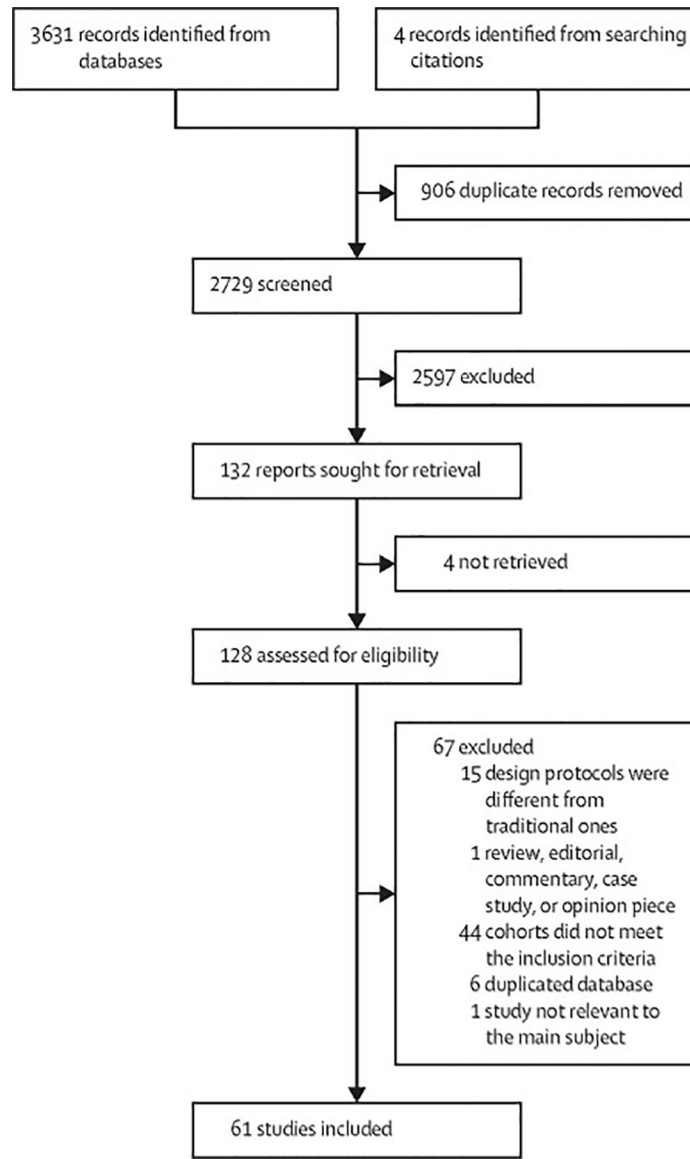 3631 records identified from
databases
4 records identified from searching
citations
906 duplicate records removed
2729 screened
2597 excluded
132 reports sought for retrieval
4 not retrieved
128 assessed for eligibility
67 excluded
15 design protocols were
different from
traditional ones
1 review, editorial,
commentary, case
study, or opinion piece
44 cohorts did not meet
the inclusion criteria
6 duplicated database
1 study not relevant to
the main subject
61 studies included